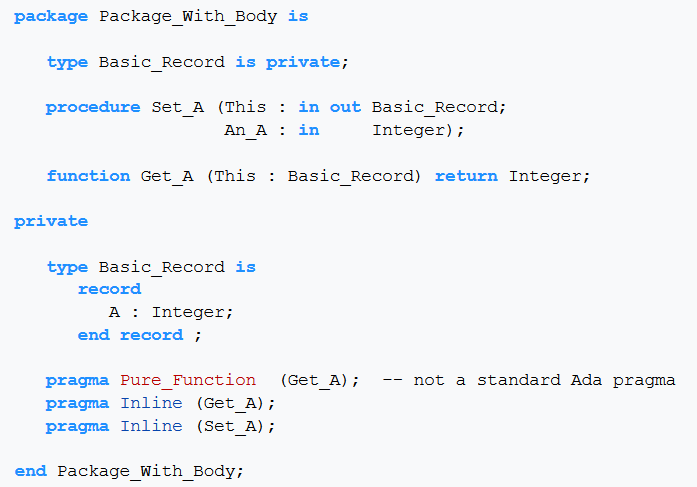 package Package_With_Body is
type Basic_Record is private;
procedure Set_A (This : in out Basic_Record;
An_A : in Integer);
function Get_A (This : Basic_Record) return Integer;
private
type Basic_Record is
record
A : Integer;
end record ;
pragma Pure_Function (Get_A); -- not a standard Ada pragma
pragma Inline (Get_A);
pragma Inline (Set_A);
end Package_With_Body;